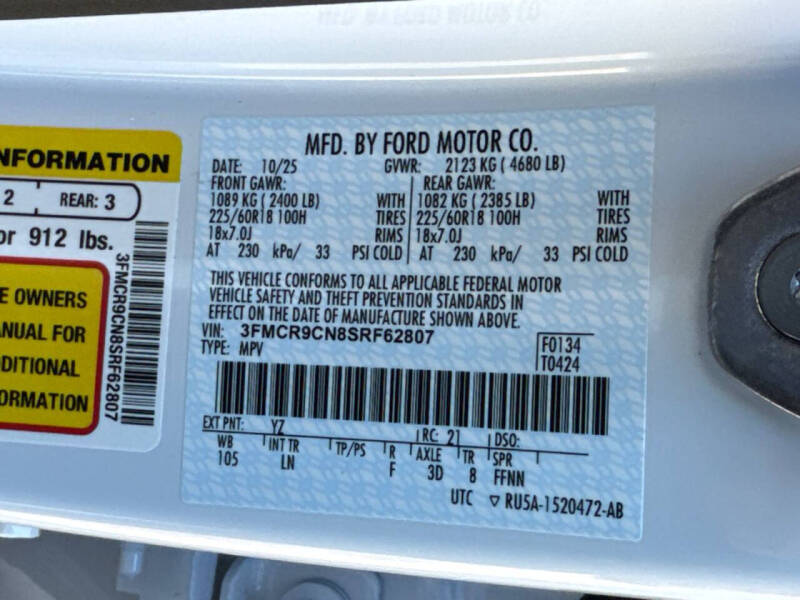 NFORMATION
2 REAR: 3
or 912 lbs.
E OWNERS
ANUAL FOR
DDITIONAL
FORMATION
3FMCR9CN8SRF62807
MFD. BY FORD MOTOR CO.
DATE: 10/25 GVWR: 2123 KG ( 4680 LB)
FRONT GAWR: REAR GAWR:
1089 KG ( 2400 LB) WITH 1082 KG ( 2385 LB) WITH
225/60R18 100H TIRES 225/60R18 100H TIRES
18x7.0J RIMS 18x7.0J RIMS
AT 230 kPa/ 33 PSI COLD AT 230 kPa/ 33 PSI COLD
THIS VEHICLE CONFORMS TO ALL APPLICABLE FEDERAL MOTOR
VEHICLE SAFETY AND THEFT PREVENTION STANDARDS IN
EFFECT ON THE DATE OF MANUFACTURE SHOWN ABOVE.
VIN: 3FMCR9CN8SRF62807
TYPE: MPV
F0134
T0424
EXT PNT: YZ RC: 21 DSO:
WB INT TR TP/PS R AXLE TR SPR
105 LN F 3D 8 FFNN
UTC ▽ RU5A-1520472-AB